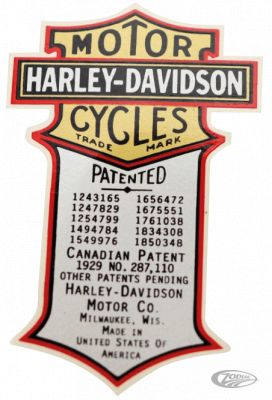 MOTOR
HARLEY-DAVIDSON
CYCLES
TRADE MARK
PATENTED
1243165 1656472
1247829 1675551
1254799 1761038
1494784 1834308
1549976 1850348
CANADIAN PATENT
1929 NO. 287,110
OTHER PATENTS PENDING
HARLEY-DAVIDSON
MOTOR CO.
MILWAUKEE, WIS.
MADE IN
UNITED STATES OF
AMERICA
ZODIAC